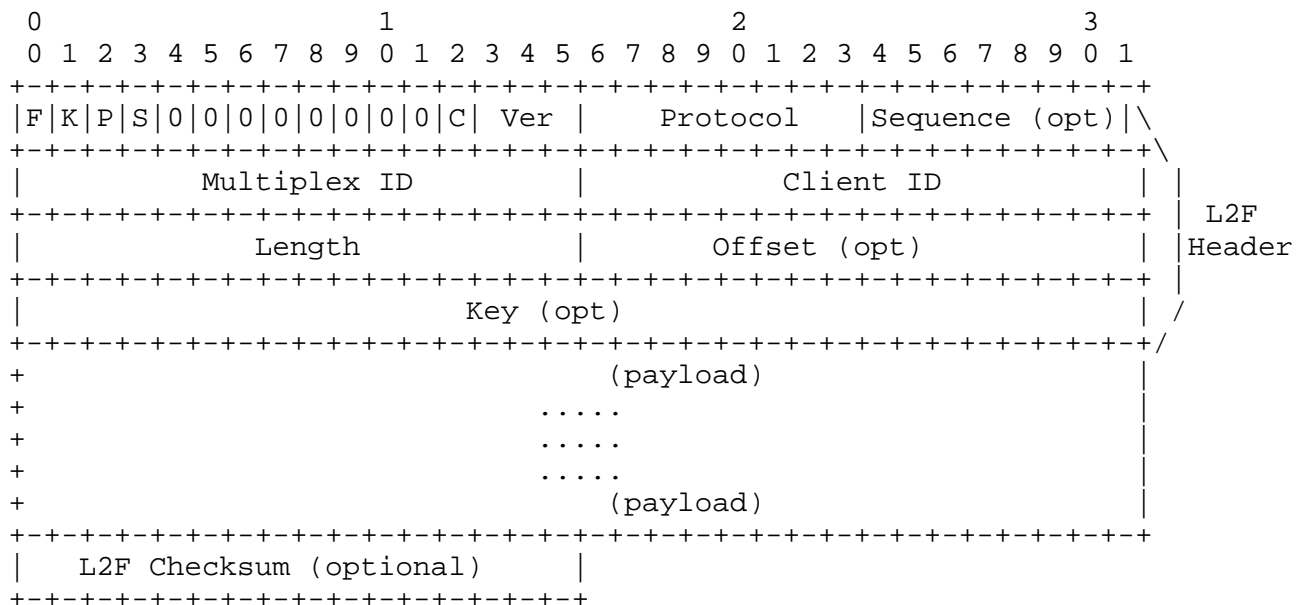 0                   1                   2                   3
 0 1 2 3 4 5 6 7 8 9 0 1 2 3 4 5 6 7 8 9 0 1 2 3 4 5 6 7 8 9 0 1
+-+-+-+-+-+-+-+-+-+-+-+-+-+-+-+-+-+-+-+-+-+-+-+-+-+-+-+-+-+-+-+-+
|F|K|P|S|0|0|0|0|0|0|0|0|C| Ver |    Protocol   |Sequence (opt)|\
+-+-+-+-+-+-+-+-+-+-+-+-+-+-+-+-+-+-+-+-+-+-+-+-+-+-+-+-+-+-+-+-+\
|          Multiplex ID         |           Client ID           | |
+-+-+-+-+-+-+-+-+-+-+-+-+-+-+-+-+-+-+-+-+-+-+-+-+-+-+-+-+-+-+-+-+ | L2F
|             Length            |       Offset (opt)            | |Header
+-+-+-+-+-+-+-+-+-+-+-+-+-+-+-+-+-+-+-+-+-+-+-+-+-+-+-+-+-+-+-+-+ |
|                         Key (opt)                             | /
+-+-+-+-+-+-+-+-+-+-+-+-+-+-+-+-+-+-+-+-+-+-+-+-+-+-+-+-+-+-+-+-+/
+                                 (payload)                     |
+                             .....                             |
+                             .....                             |
+                             .....                             |
+                                 (payload)                     |
+-+-+-+-+-+-+-+-+-+-+-+-+-+-+-+-+-+-+-+-+-+-+-+-+-+-+-+-+-+-+-+-+
|   L2F Checksum (optional)     |
+-+-+-+-+-+-+-+-+-+-+-+-+-+-+-+-+